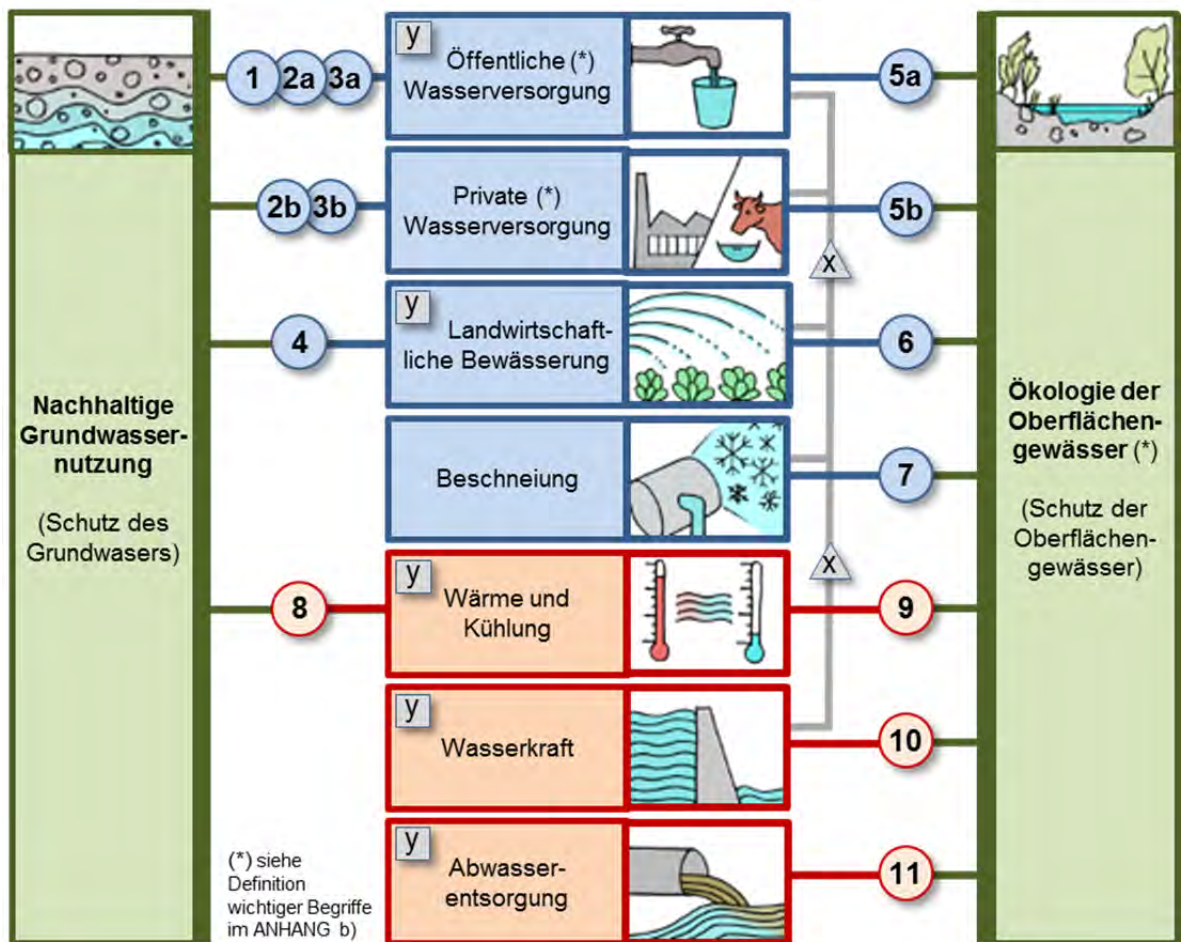 y
Öffentliche (*)
Wasserversorgung
1
2a
3a
5a
Private (*)
Wasserversorgung
2b
3b
5b
x
y
Landwirtschaft-
liche Bewässerung
4
6
Nachhaltige
Grundwasser-
nutzung
(Schutz des
Grundwasers)
Ökologie der
Oberflächen-
gewässer (*)
(Schutz der
Oberflächen-
gewässer)
Beschneiung
7
x
y
Wärme und
Kühlung
8
9
y
Wasserkraft
10
y
Abwasser-
entsorgung
11
(*) siehe
Definition
wichtiger Begriffe
im ANHANG b)